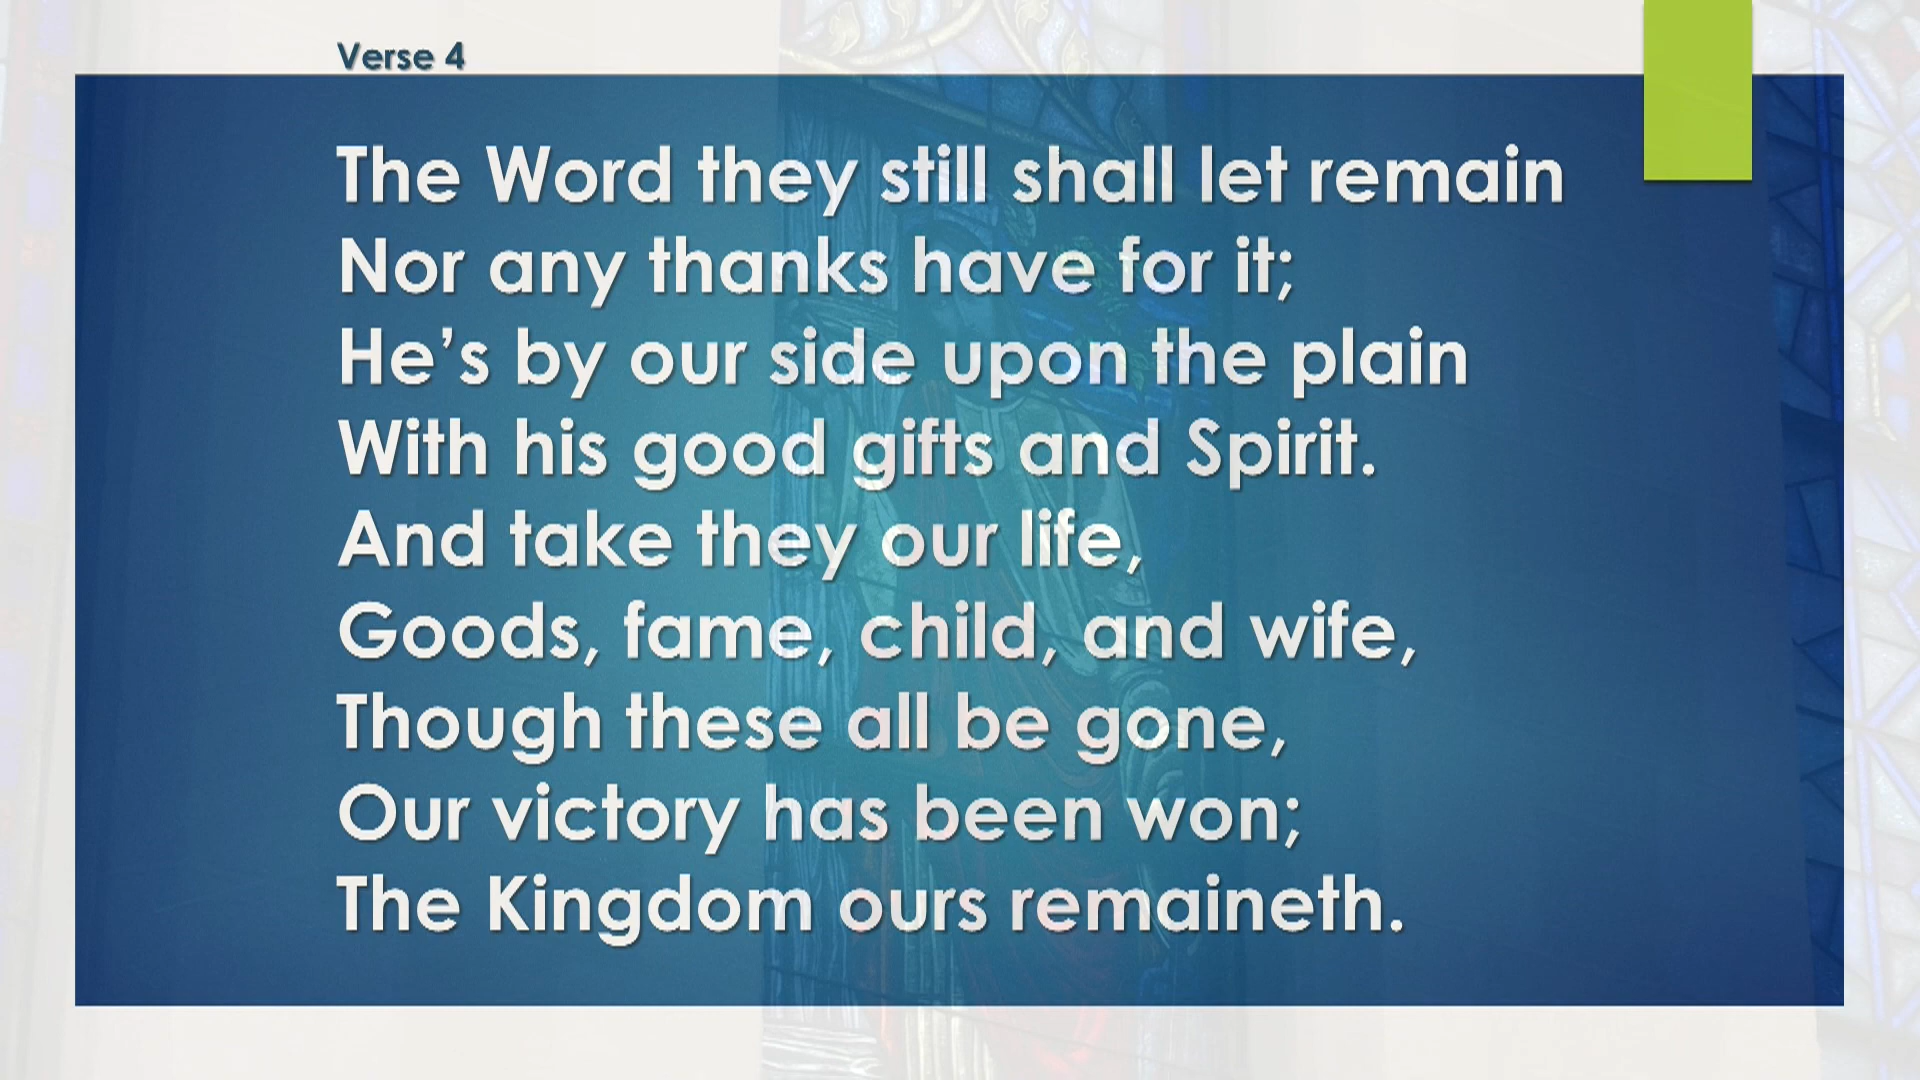 Verse 4
The Word they still shall let remain
Nor any thanks have for it;
He’s by our side upon the plain
With his good gifts and Spirit.
And take they our life,
Goods, fame, child, and wife,
Though these all be gone,
Our victory has been won;
The Kingdom ours remaineth.